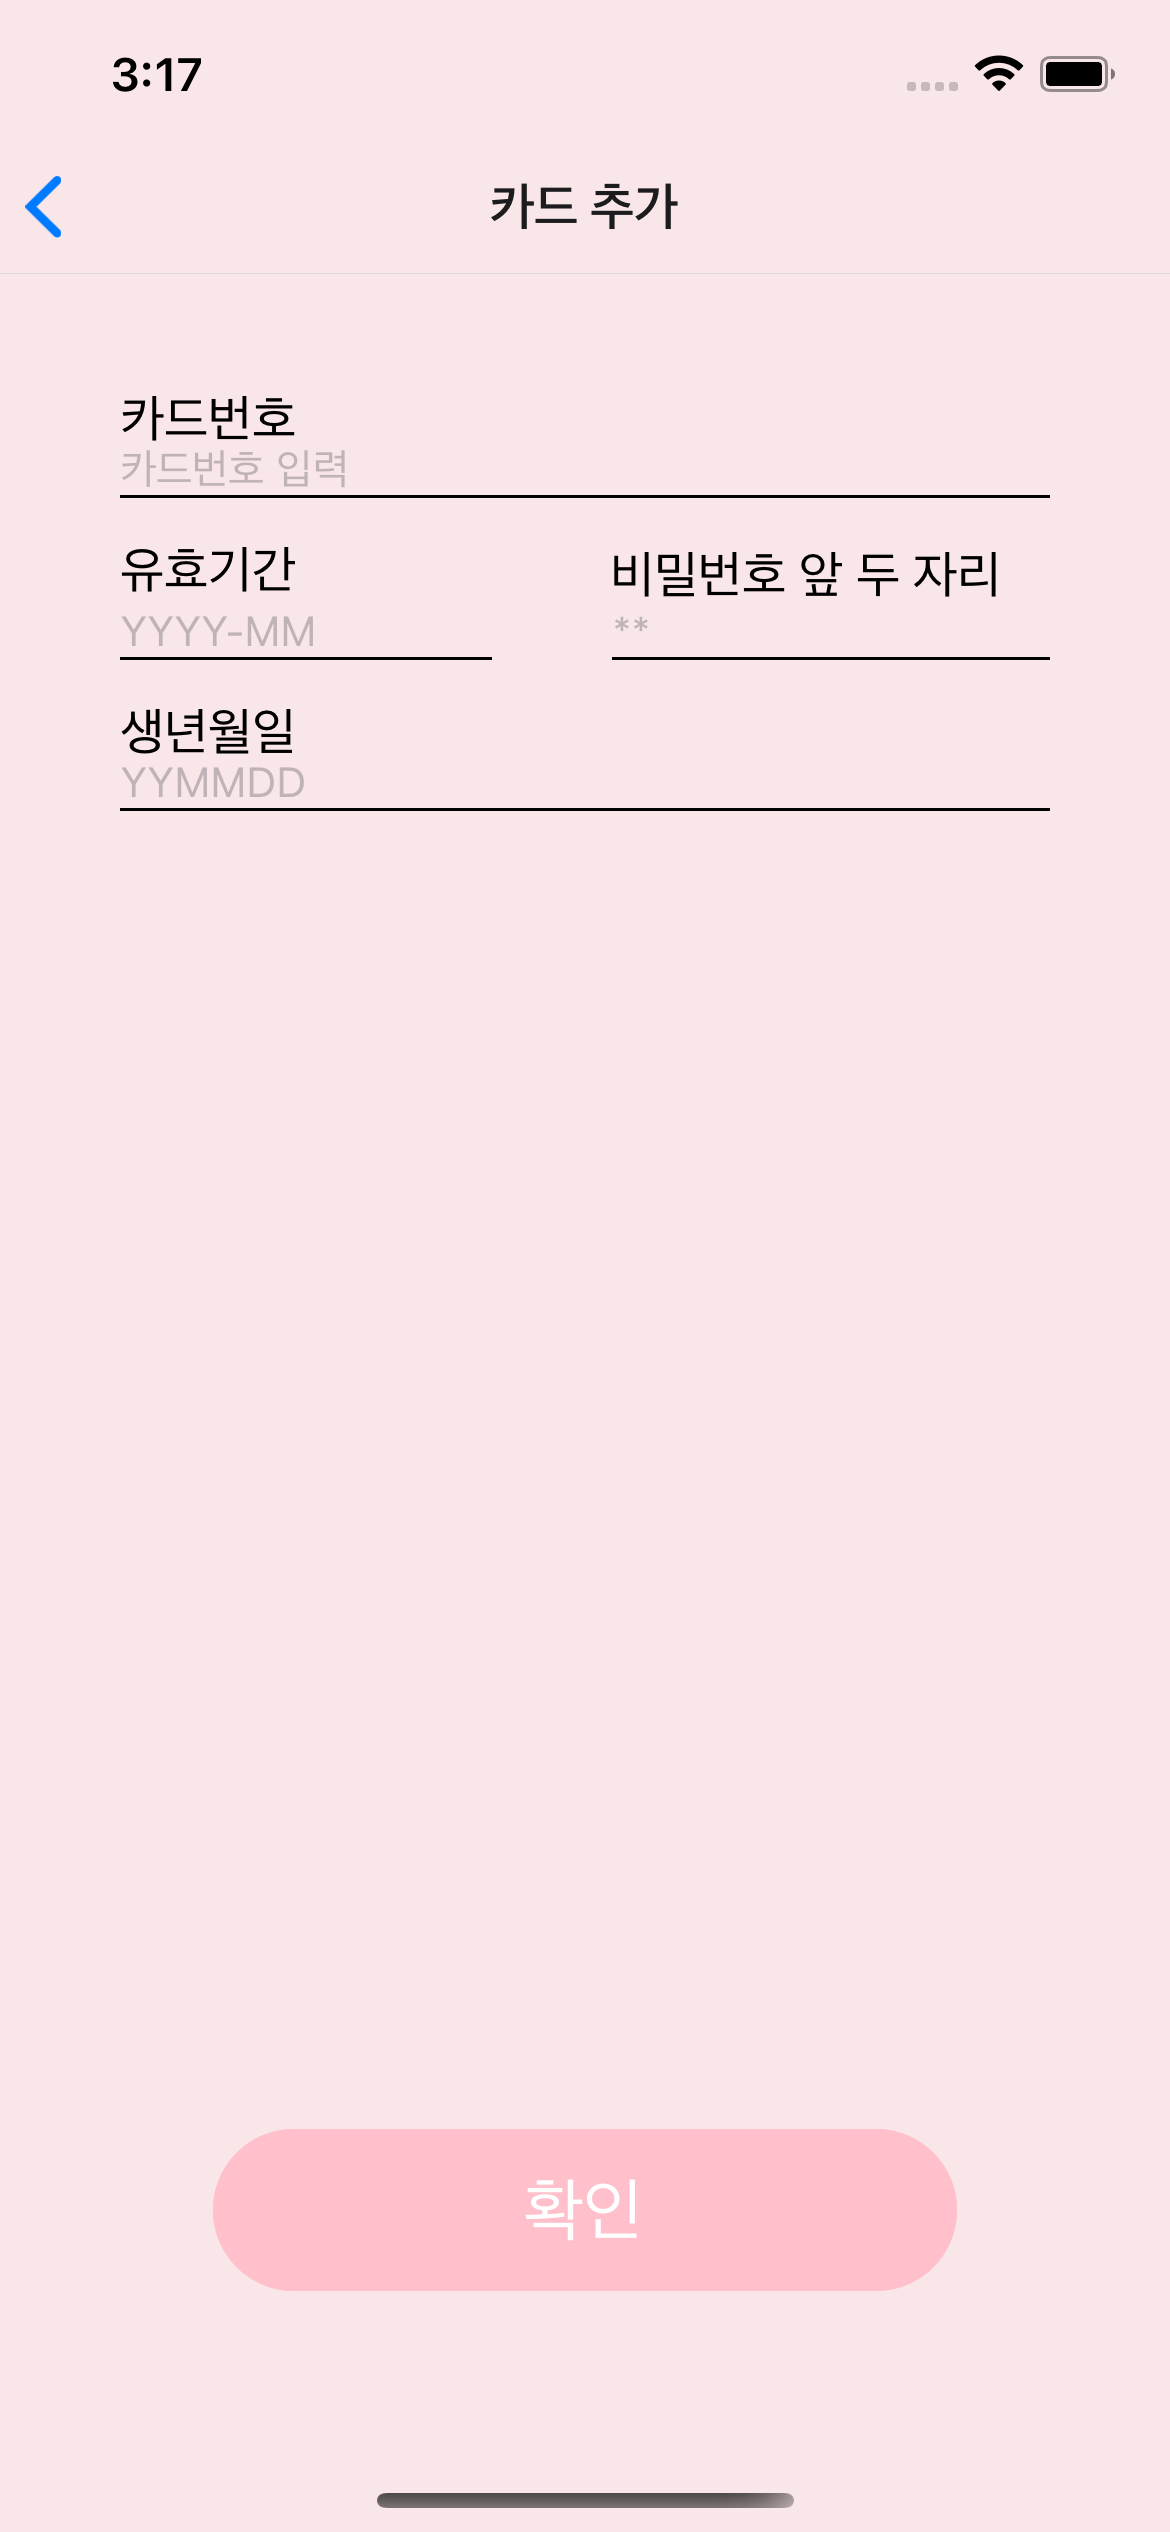 3:17
카드 추가
카드번호
카드번호 입력
유효기간
YYYY-MM
비밀번호 앞 두 자리
**
생년월일
YYMMDD
확인